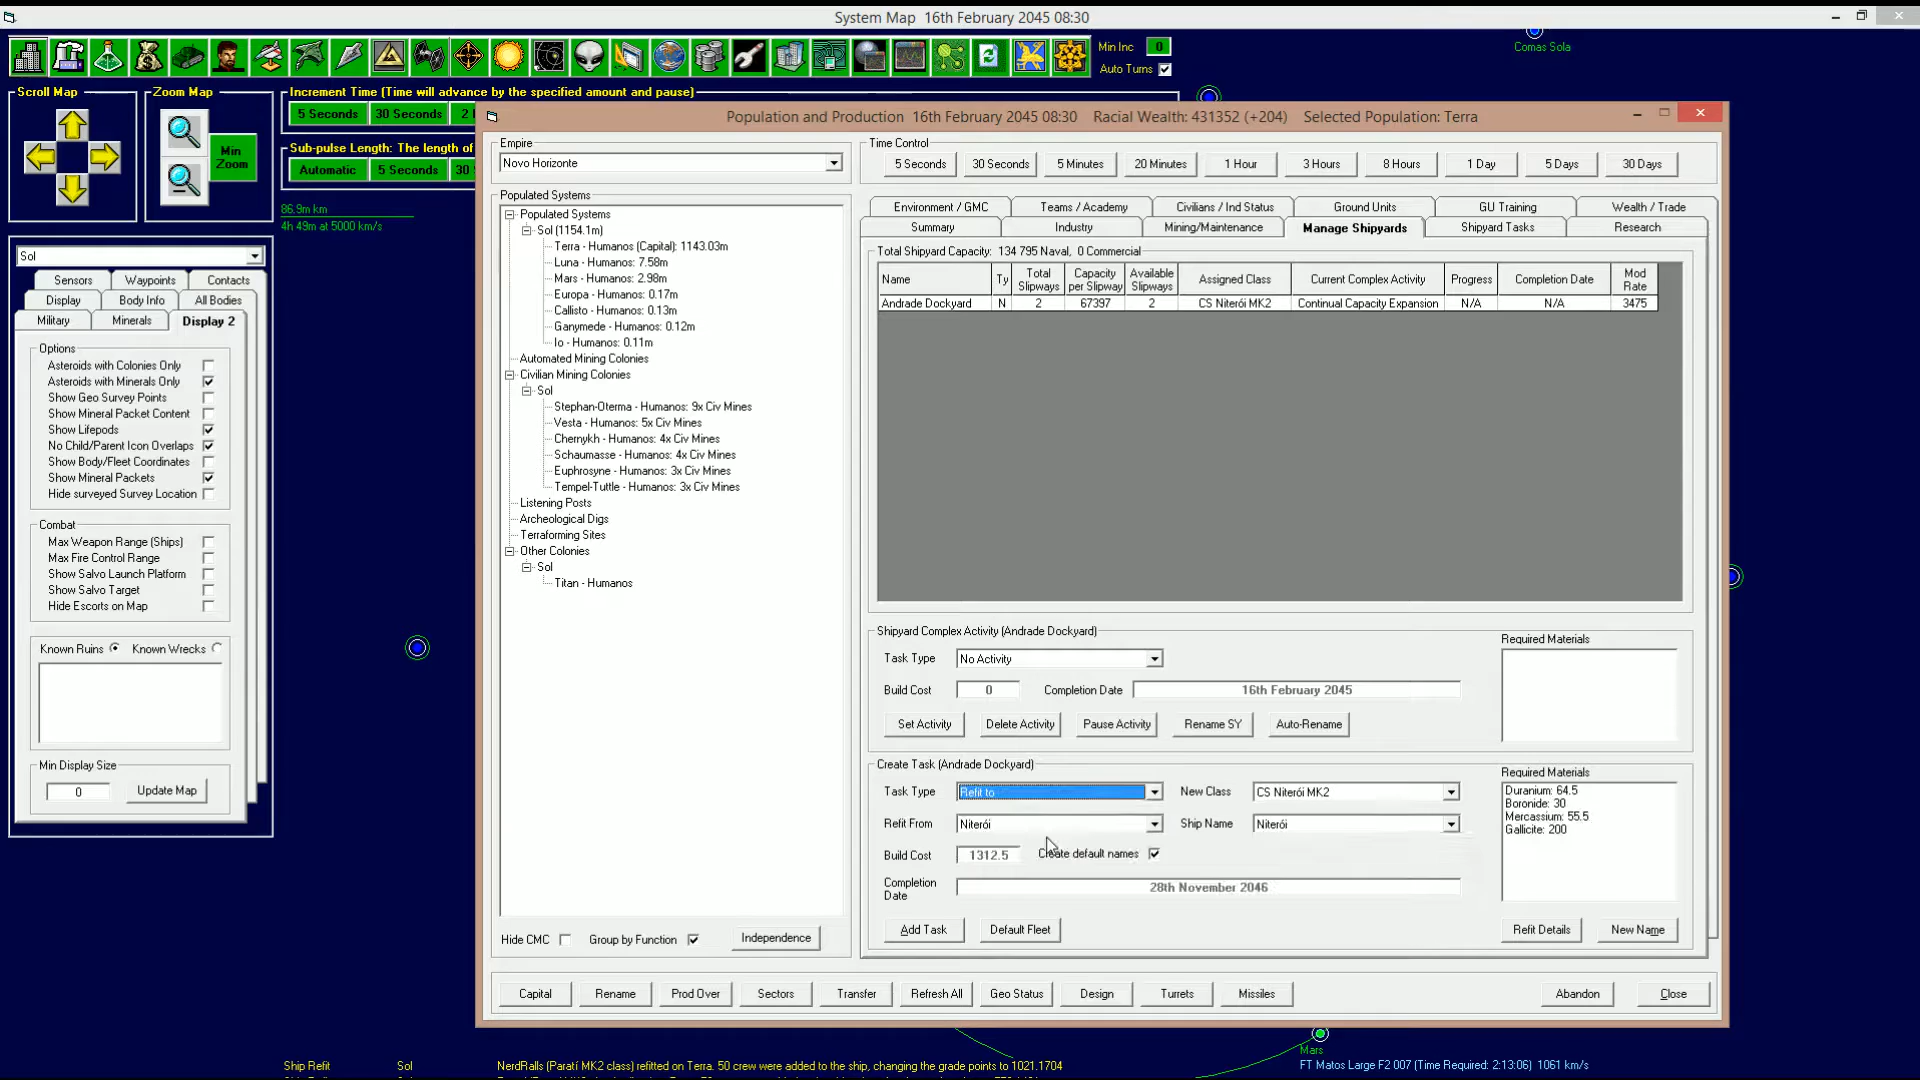 System Map 16th February 2045 08:30
Min Inc 0
Auto Turns
Comas Sola
Scroll Map
Zoom Map
Min Zoom
Increment Time (Time will advance by the specified amount and pause)
5 Seconds 30 Seconds 2
Sub-pulse Length: The length of
Automatic 5 Seconds 30
86.9m km
4h 49m at 5000 km/s
Sol
Sensors Waypoints Contacts
Display Body Info All Bodies
Military Minerals Display 2
Options
Asteroids with Colonies Only
Asteroids with Minerals Only
Show Geo Survey Points
Show Mineral Packet Content
Show Lifepods
No Child/Parent Icon Overlaps
Show Body/Fleet Coordinates
Show Mineral Packets
Hide surveyed Survey Location
Combat
Max Weapon Range (Ships)
Max Fire Control Range
Show Salvo Launch Platform
Show Salvo Target
Hide Escorts on Map
Known Ruins Known Wrecks
Min Display Size
0 Update Map
Population and Production 16th February 2045 08:30 Racial Wealth: 431352 (+204) Selected Population: Terra
Empire
Novo Horizonte
Populated Systems
Populated Systems
Sol (1154.1m)
Terra - Humanos (Capital): 1143.03m
Luna - Humanos: 7.58m
Mars - Humanos: 2.98m
Europa - Humanos: 0.17m
Callisto - Humanos: 0.13m
Ganymede - Humanos: 0.12m
Io - Humanos: 0.11m
Automated Mining Colonies
Civilian Mining Colonies
Sol
Stephan-Oterma - Humanos: 9x Civ Mines
Vesta - Humanos: 5x Civ Mines
Chernykh - Humanos: 4x Civ Mines
Schaumasse - Humanos: 4x Civ Mines
Euphrosyne - Humanos: 3x Civ Mines
Tempel-Tuttle - Humanos: 3x Civ Mines
Listening Posts
Archeological Digs
Terraforming Sites
Other Colonies
Sol
Titan - Humanos
Hide CMC Group by Function Independence
Time Control
5 Seconds 30 Seconds 5 Minutes 20 Minutes 1 Hour 3 Hours 8 Hours 1 Day 5 Days 30 Days
Environment / GMC Teams / Academy Civilians / Ind Status Ground Units GU Training Wealth / Trade
Summary Industry Mining/Maintenance Manage Shipyards Shipyard Tasks Research
Total Shipyard Capacity: 134 795 Naval, 0 Commercial
Name Ty Total Slipways Capacity per Slipway Available Slipways Assigned Class Current Complex Activity Progress Completion Date Mod Rate
Andrade Dockyard N 2 67397 2 CS Niterói MK2 Continual Capacity Expansion N/A N/A 3475
Shipyard Complex Activity (Andrade Dockyard)
Required Materials
Task Type No Activity
Build Cost 0 Completion Date 16th February 2045
Set Activity Delete Activity Pause Activity Rename SY Auto-Rename
Create Task (Andrade Dockyard)
Required Materials
Task Type Refit to New Class CS Niterói MK2
Refit From Niterói Ship Name Niterói
Build Cost 1312.5 Create default names
Completion Date 28th November 2046
Duranium: 64.5
Boronide: 30
Mercassium: 55.5
Gallicite: 200
Add Task Default Fleet Refit Details New Name
Capital Rename Prod Over Sectors Transfer Refresh All Geo Status Design Turrets Missiles Abandon Close
Mars
Ship Refit Sol NerdRalls (Paratí MK2 class) refitted on Terra. 50 crew were added to the ship, changing the grade points to 1021.1704
FT Matos Large F2 007 (Time Required: 2:13:06) 1061 km/s